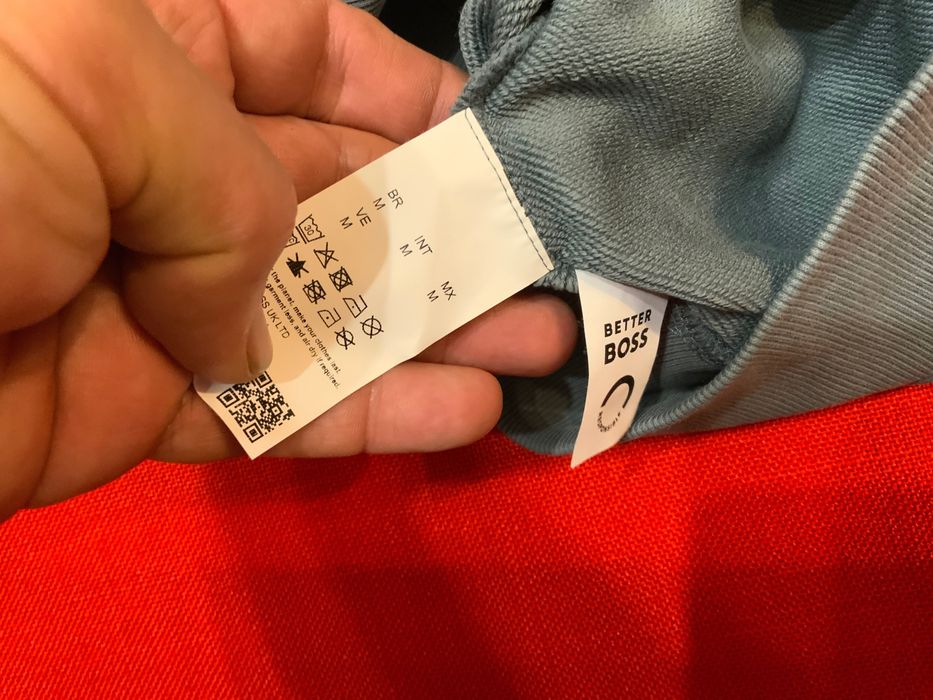 BR
M
VE
M
INT
M
MX
M
30
the planet, make your clothes last.
garment less, and air dry if required.
UK LTD
BETTER
BOSS